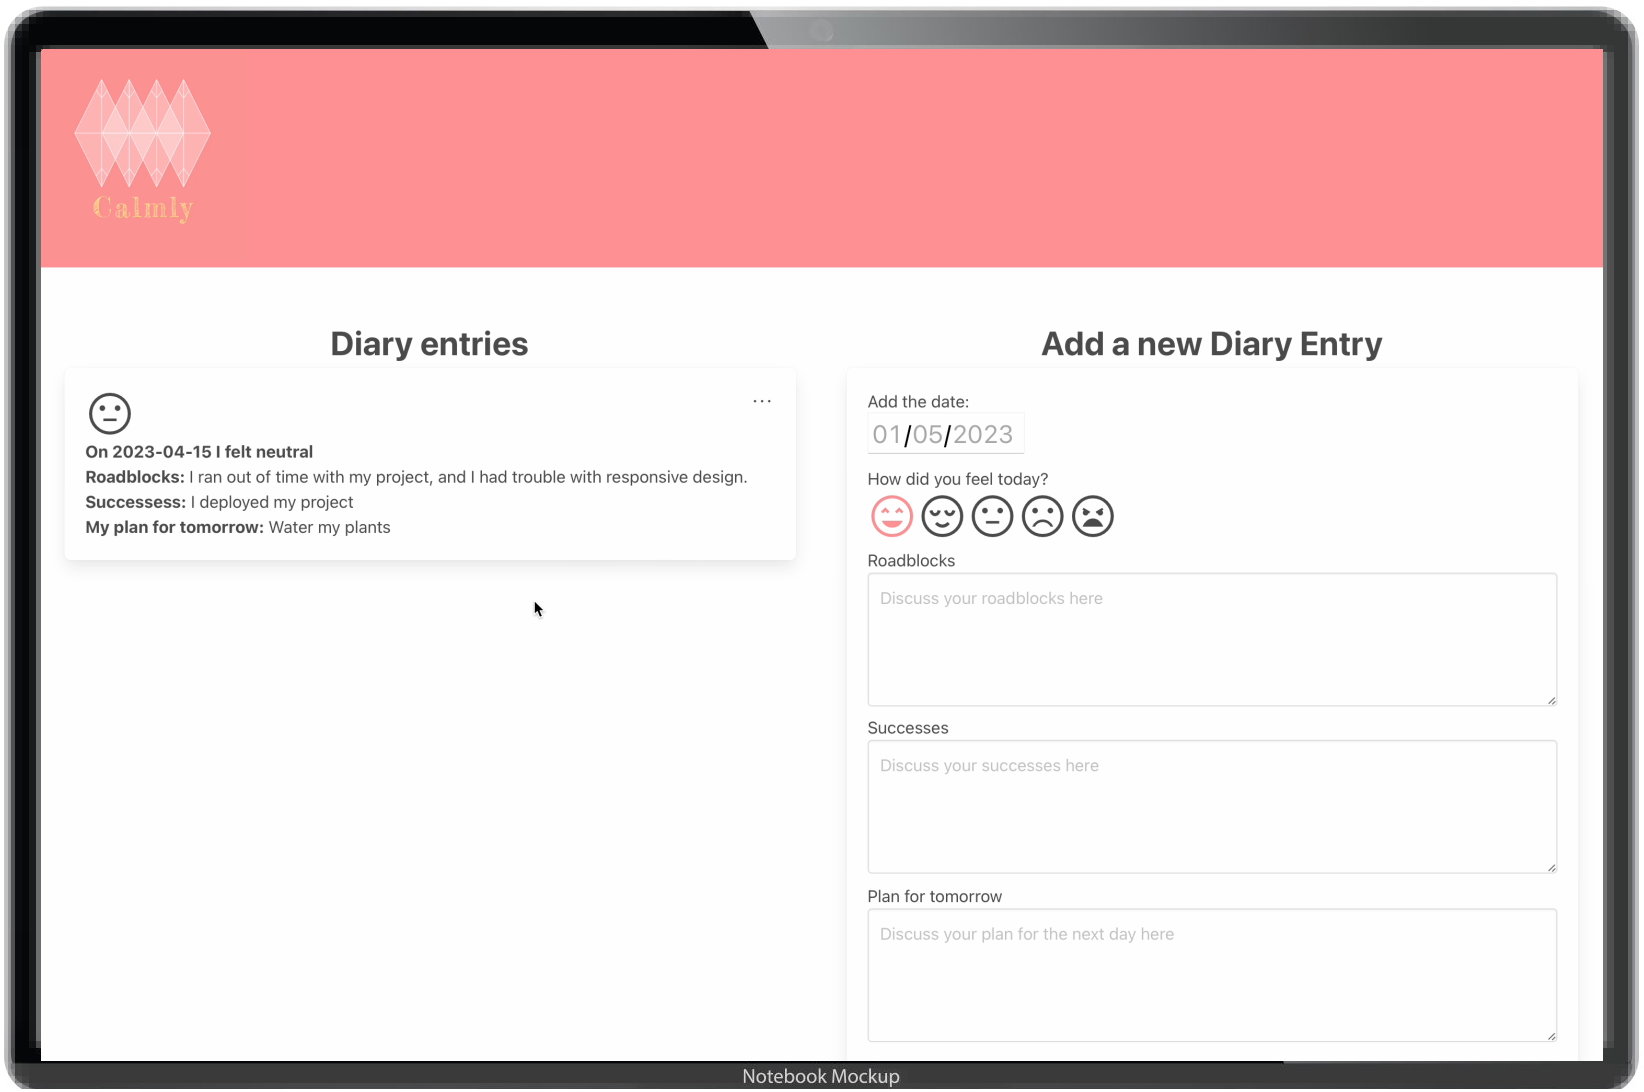 Calmly
Diary entries
...
On 2023-04-15 I felt neutral
Roadblocks: I ran out of time with my project, and I had trouble with responsive design.
Successess: I deployed my project
My plan for tomorrow: Water my plants
Add a new Diary Entry
Add the date:
01/05/2023
How did you feel today?
Roadblocks
Discuss your roadblocks here
Successes
Discuss your successes here
Plan for tomorrow
Discuss your plan for the next day here
Notebook Mockup